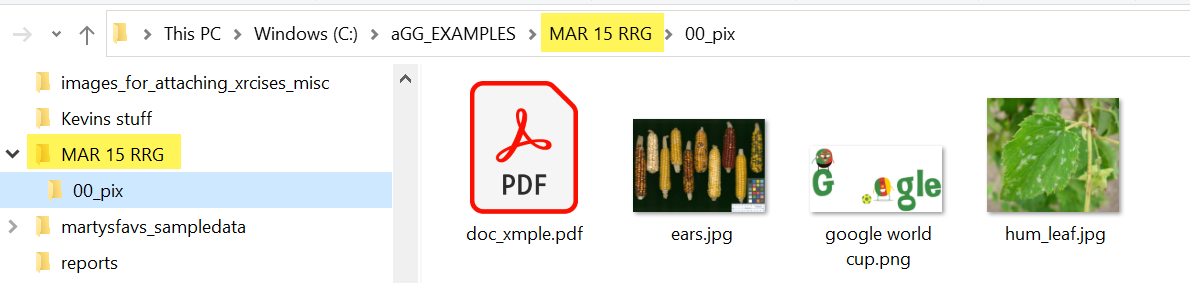 This PC > Windows (C:) > aGG_EXAMPLES > MAR 15 RRG > 00_pix
images_for_attaching_xrcises_misc
Kevins stuff
MAR 15 RRG
00_pix
martysfavs_sampledata
reports
PDF
doc_xmple.pdf
ears.jpg
G gle
google world
cup.png
hum_leaf.jpg